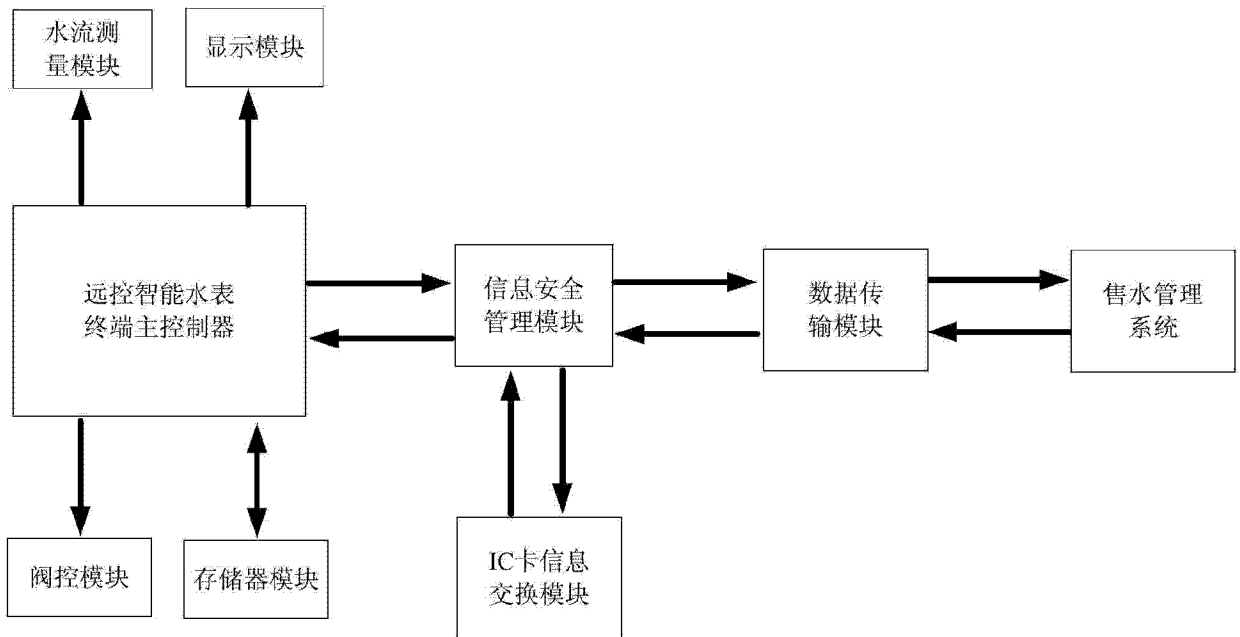 水流测
量模块
显示模块
远控智能水表
终端主控制器
信息安全
管理模块
数据传
输模块
售水管理
系统
阀控模块
存储器模块
IC卡信息
交换模块